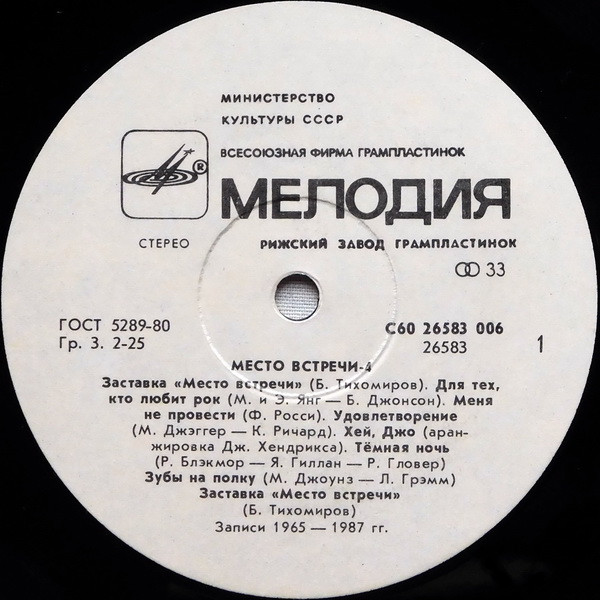 МИНИСТЕРСТВО
КУЛЬТУРЫ СССР
ВСЕСОЮЗНАЯ ФИРМА ГРАМПЛАСТИНОК
®
МЕЛОДИЯ
СТЕРЕО
РИЖСКИЙ ЗАВОД ГРАМПЛАСТИНОК
33
ГОСТ 5289-80
Гр. 3. 2-25
С60 26583 006
26583
1
МЕСТО ВСТРЕЧИ-4
Заставка «Место встречи» (Б. Тихомиров). Для тех,
кто любит рок (М. и Э. Янг — Б. Джонсон). Меня
не провести (Ф. Росси). Удовлетворение
(М. Джэггер — К. Ричард). Хей, Джо (аран-
жировка Дж. Хендрикса). Тёмная ночь
(Р. Блэкмор — Я. Гиллан — Р. Гловер)
Зубы на полку (М. Джоунз — Л. Грэмм)
Заставка «Место встречи»
(Б. Тихомиров)
Записи 1965 — 1987 гг.